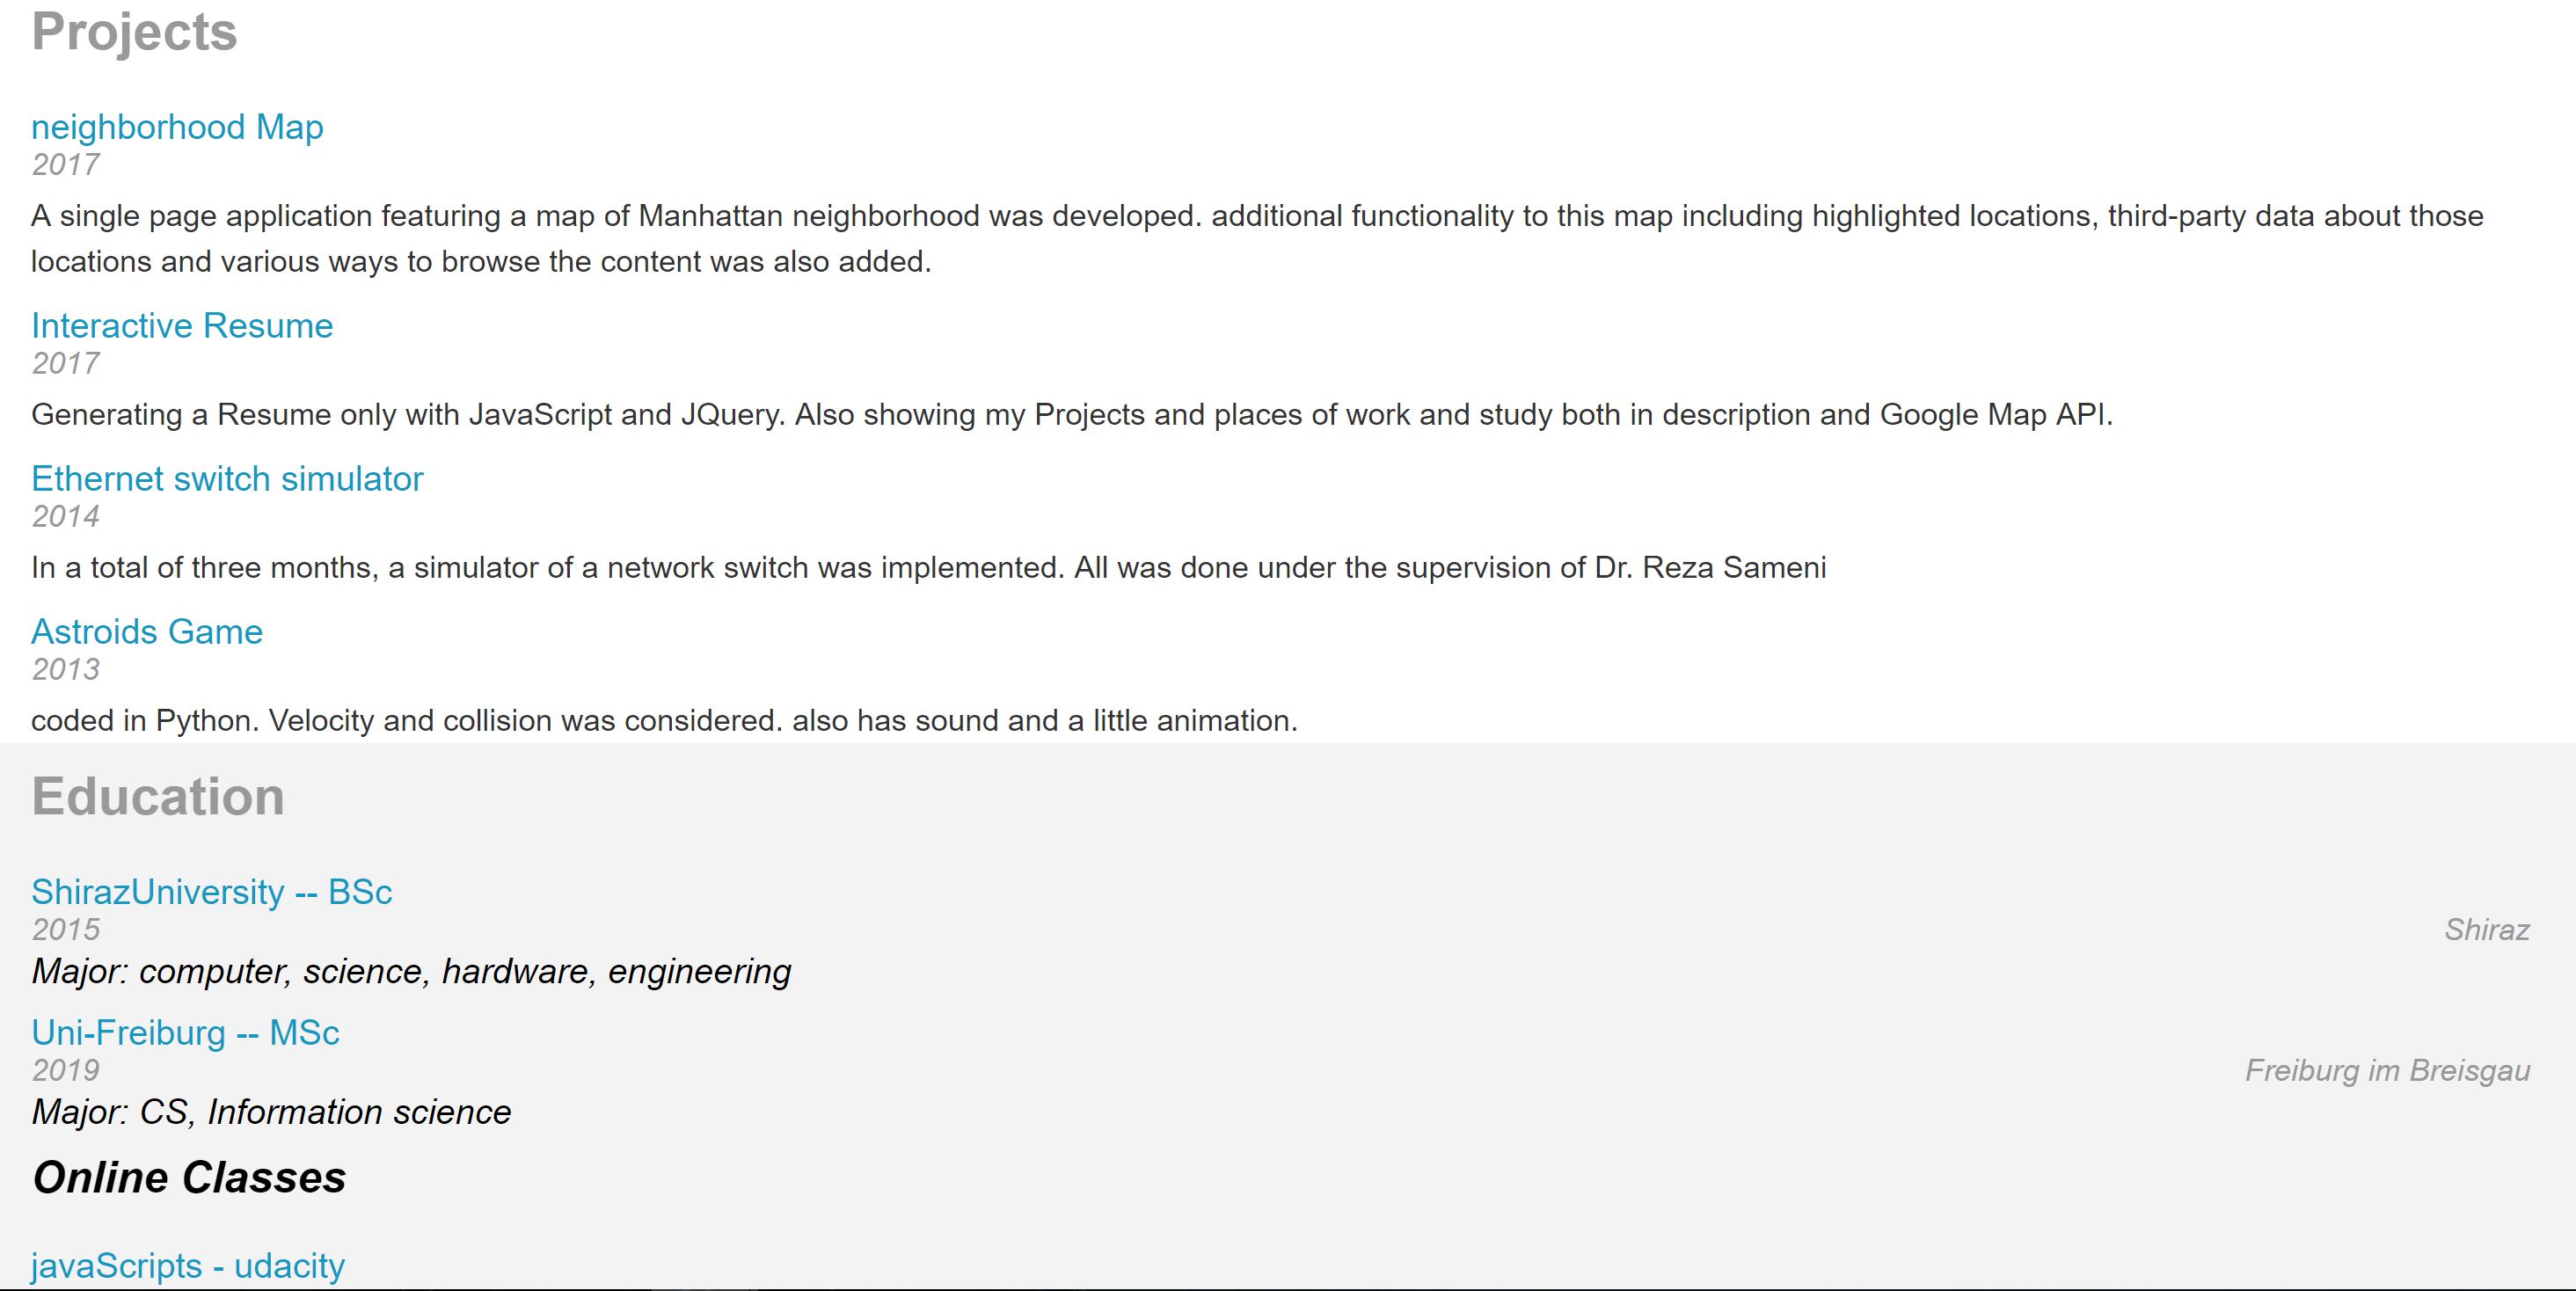 Projects
neighborhood Map
2017
A single page application featuring a map of Manhattan neighborhood was developed. additional functionality to this map including highlighted locations, third-party data about those
locations and various ways to browse the content was also added.
Interactive Resume
2017
Generating a Resume only with JavaScript and JQuery. Also showing my Projects and places of work and study both in description and Google Map API.
Ethernet switch simulator
2014
In a total of three months, a simulator of a network switch was implemented. All was done under the supervision of Dr. Reza Sameni
Astroids Game
2013
coded in Python. Velocity and collision was considered. also has sound and a little animation.
Education
ShirazUniversity -- BSc
2015 Shiraz
Major: computer, science, hardware, engineering
Uni-Freiburg -- MSc
2019 Freiburg im Breisgau
Major: CS, Information science
Online Classes
javaScripts - udacity